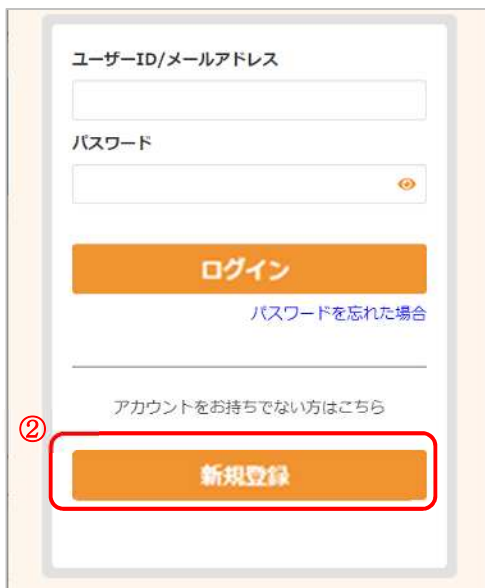 ユーザーID/メールアドレス
パスワード
ログイン
パスワードを忘れた場合
アカウントをお持ちでない方はこちら
②
新規登録